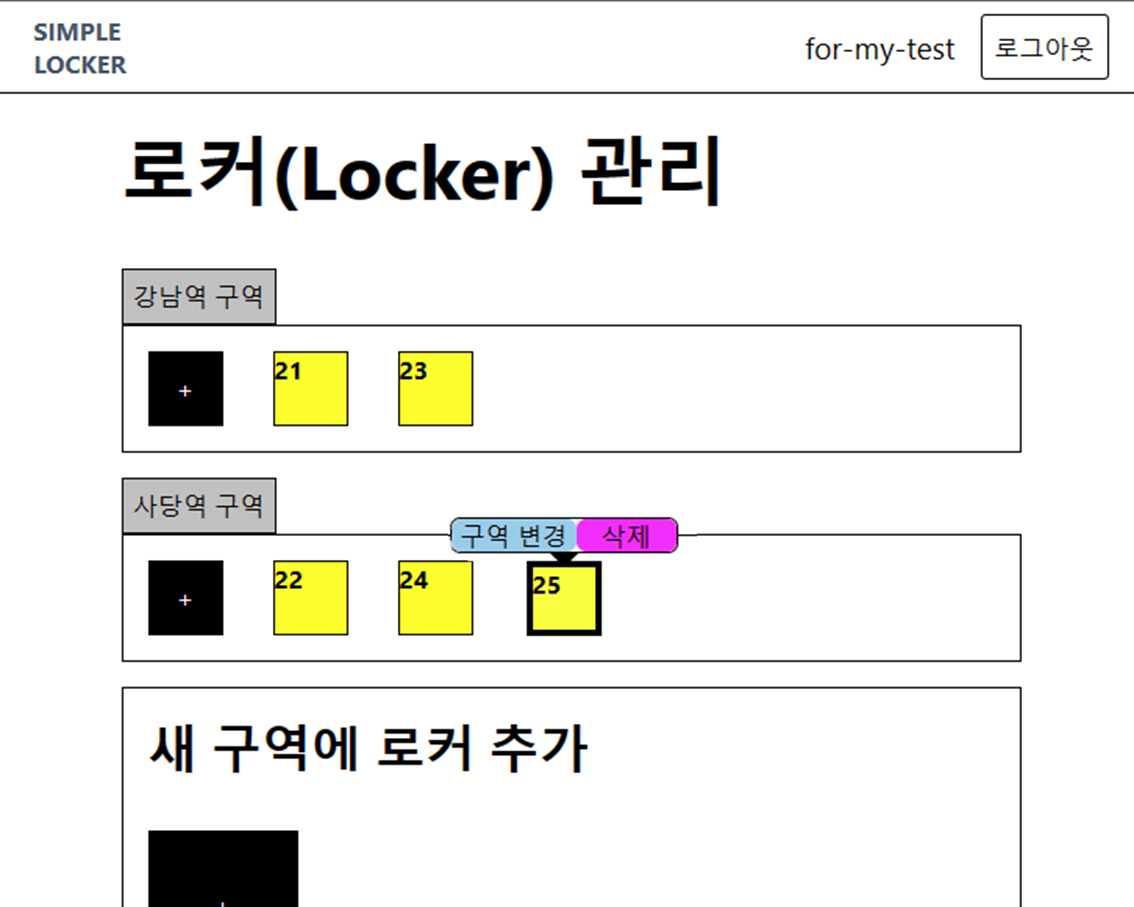 SIMPLE
LOCKER
for-my-test
로그아웃
로커(Locker) 관리
강남역 구역
+
21
23
사당역 구역
구역 변경
삭제
+
22
24
25
새 구역에 로커 추가